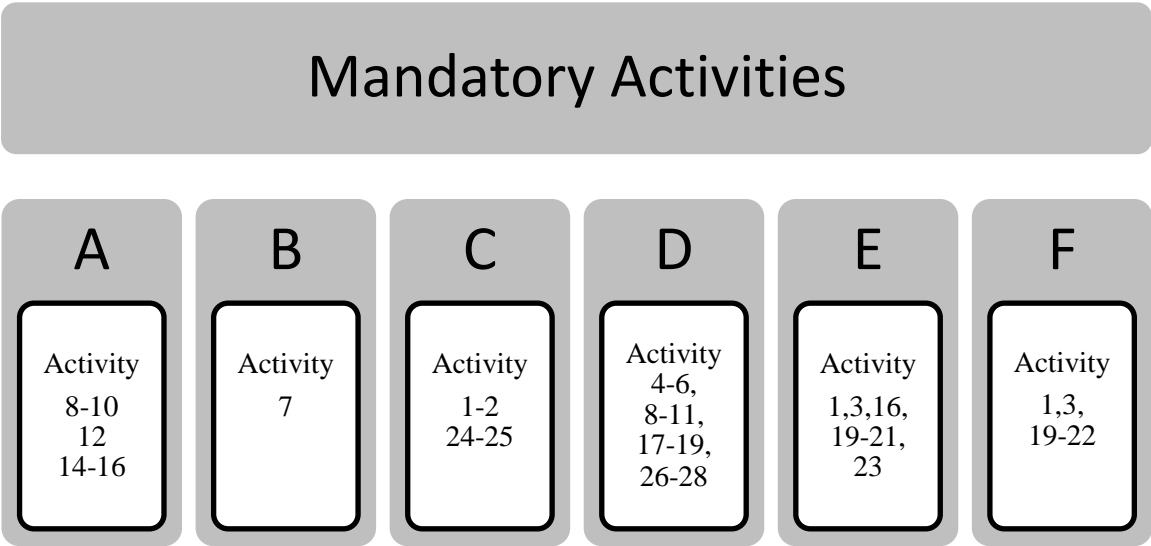 Mandatory Activities
A
Activity
8-10
12
14-16
B
Activity
7
C
Activity
1-2
24-25
D
Activity
4-6,
8-11,
17-19,
26-28
E
Activity
1,3,16,
19-21,
23
F
Activity
1,3,
19-22